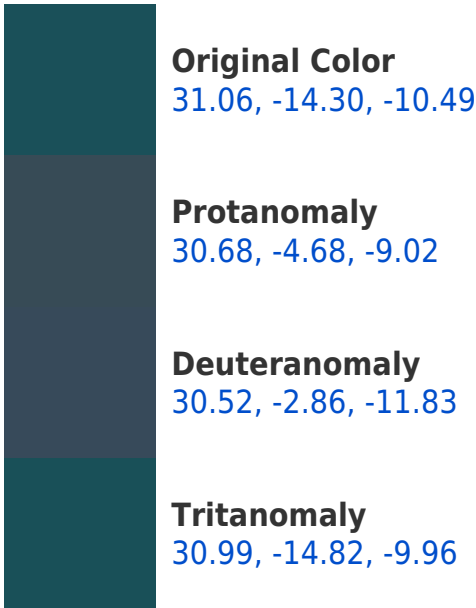 Original Color
31.06, -14.30, -10.49
Protanomaly
30.68, -4.68, -9.02
Deuteranomaly
30.52, -2.86, -11.83
Tritanomaly
30.99, -14.82, -9.96